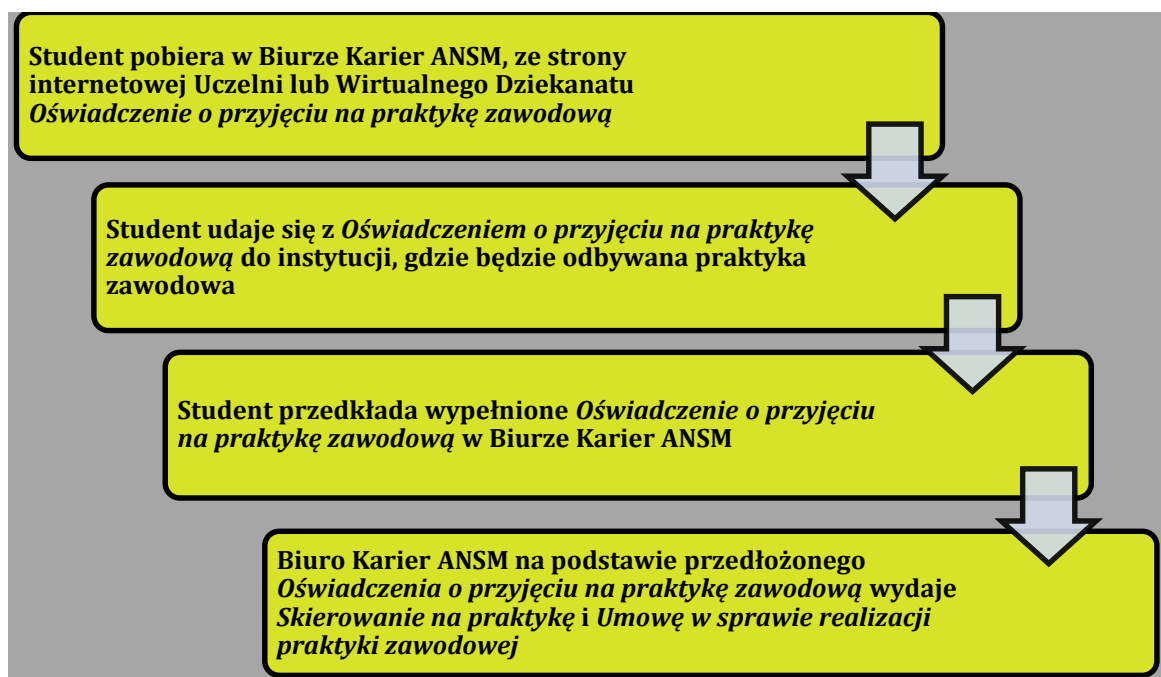 Student pobiera w Biurze Karier ANSM, ze strony
internetowej Uczelni lub Wirtualnego Dziekanatu
Oświadczenie o przyjęciu na praktykę zawodową
Student udaje się z Oświadczeniem o przyjęciu na praktykę
zawodową do instytucji, gdzie będzie odbywana praktyka
zawodowa
Student przedkłada wypełnione Oświadczenie o przyjęciu
na praktykę zawodową w Biurze Karier ANSM
Biuro Karier ANSM na podstawie przedłożonego
Oświadczenia o przyjęciu na praktykę zawodową wydaje
Skierowanie na praktykę i Umowę w sprawie realizacji
praktyki zawodowej